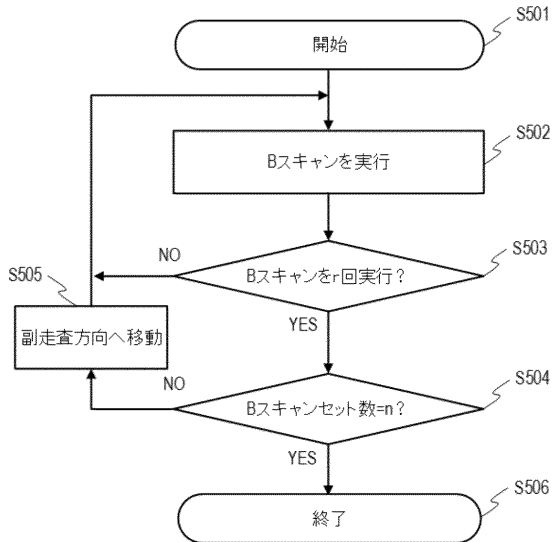 S501
開始
S502
Bスキャンを実行
S503
NO
Bスキャンをr回実行？
S505
YES
副走査方向へ移動
NO
S504
Bスキャンセット数=n？
YES
S506
終了